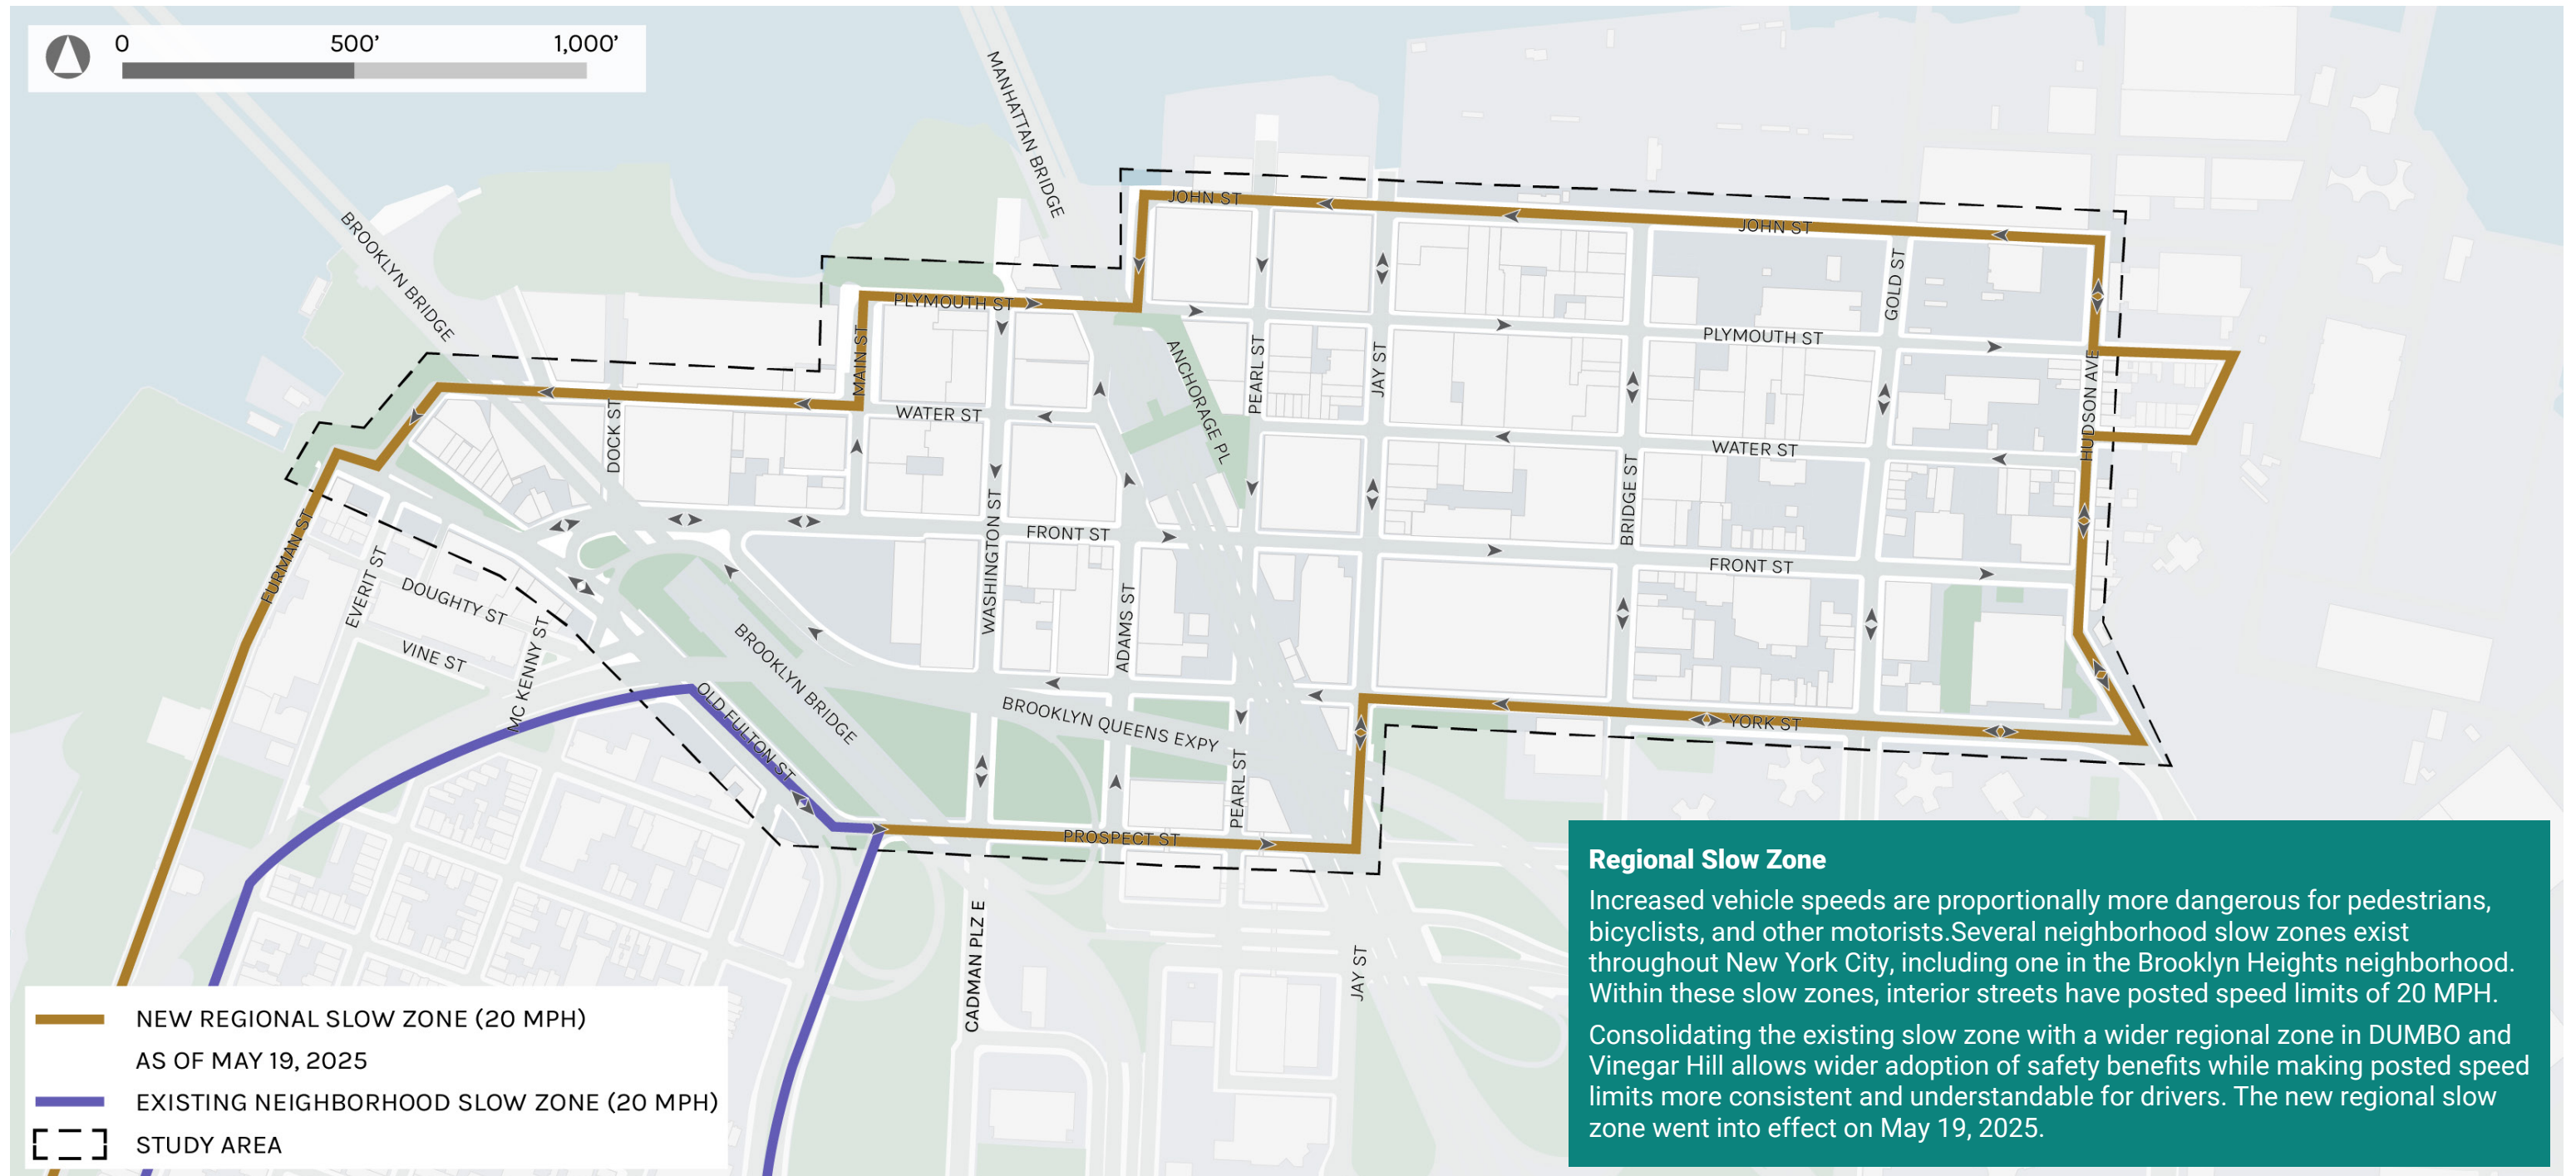 0 500’ 1,000’
MANHATTAN BRIDGE
BROOKLYN BRIDGE
JOHN ST
JOHN ST
PLYMOUTH ST
MAIN ST
GOLD ST
PLYMOUTH ST
ANCHORAGE PL
PEARL ST
JAY ST
HUDSON AVE
DOCK ST
WATER ST
WATER ST
BRIDGE ST
WASHINGTON ST
FRONT ST
FRONT ST
FURMAN ST
EVERIT ST
DOUGHTY ST
VINE ST
MC KENNY ST
ADAMS ST
BROOKLYN BRIDGE
OLD FULTON ST
BROOKLYN QUEENS EXPY
YORK ST
PEARL ST
PROSPECT ST
CADMAN PLZ E
JAY ST
NEW REGIONAL SLOW ZONE (20 MPH)
AS OF MAY 19, 2025
EXISTING NEIGHBORHOOD SLOW ZONE (20 MPH)
STUDY AREA
Regional Slow Zone
Increased vehicle speeds are proportionally more dangerous for pedestrians,
bicyclists, and other motorists.Several neighborhood slow zones exist
throughout New York City, including one in the Brooklyn Heights neighborhood.
Within these slow zones, interior streets have posted speed limits of 20 MPH.
Consolidating the existing slow zone with a wider regional zone in DUMBO and
Vinegar Hill allows wider adoption of safety benefits while making posted speed
limits more consistent and understandable for drivers. The new regional slow
zone went into effect on May 19, 2025.